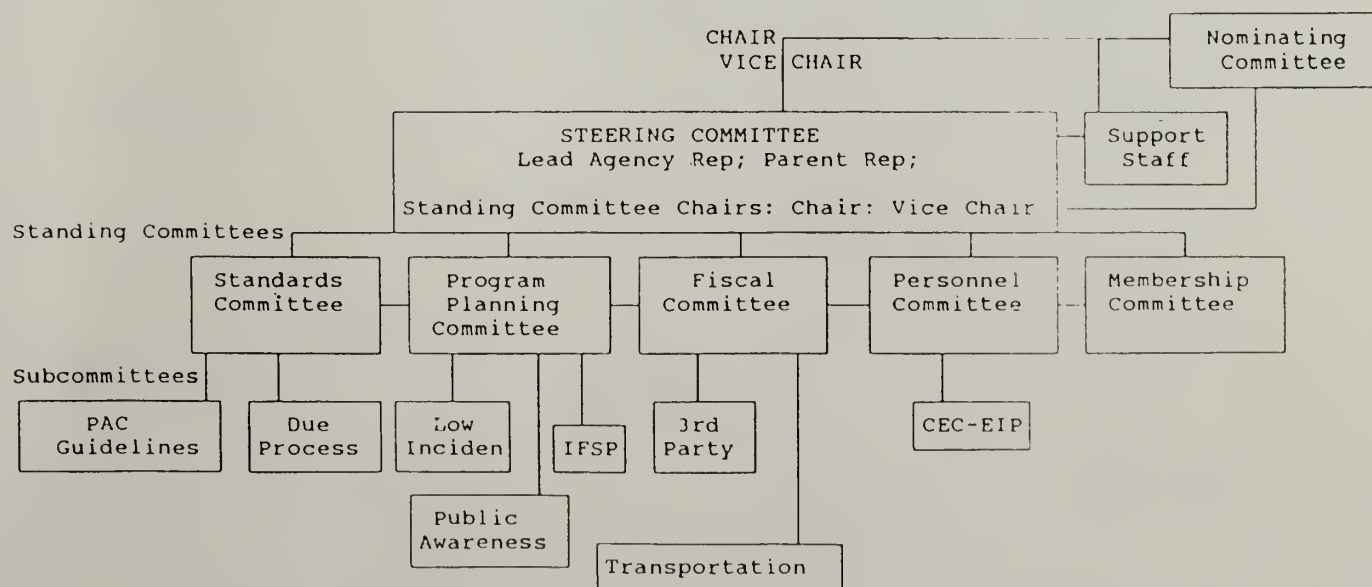 CHAIR
VICE CHAIR
Nominating
Committee
STEERING COMMITTEE
Lead Agency Rep; Parent Rep;
Standing Committee Chairs: Chair: Vice Chair
Support
Staff
Standing Committees
Standards
Committee
Program
Planning
Committee
Fiscal
Committee
Personnel
Committee
Membership
Committee
Subcommittees
PAC
Guidelines
Due
Process
Low
Inciden
IFSP
3rd
Party
CEC-EIP
Public
Awareness
Transportation